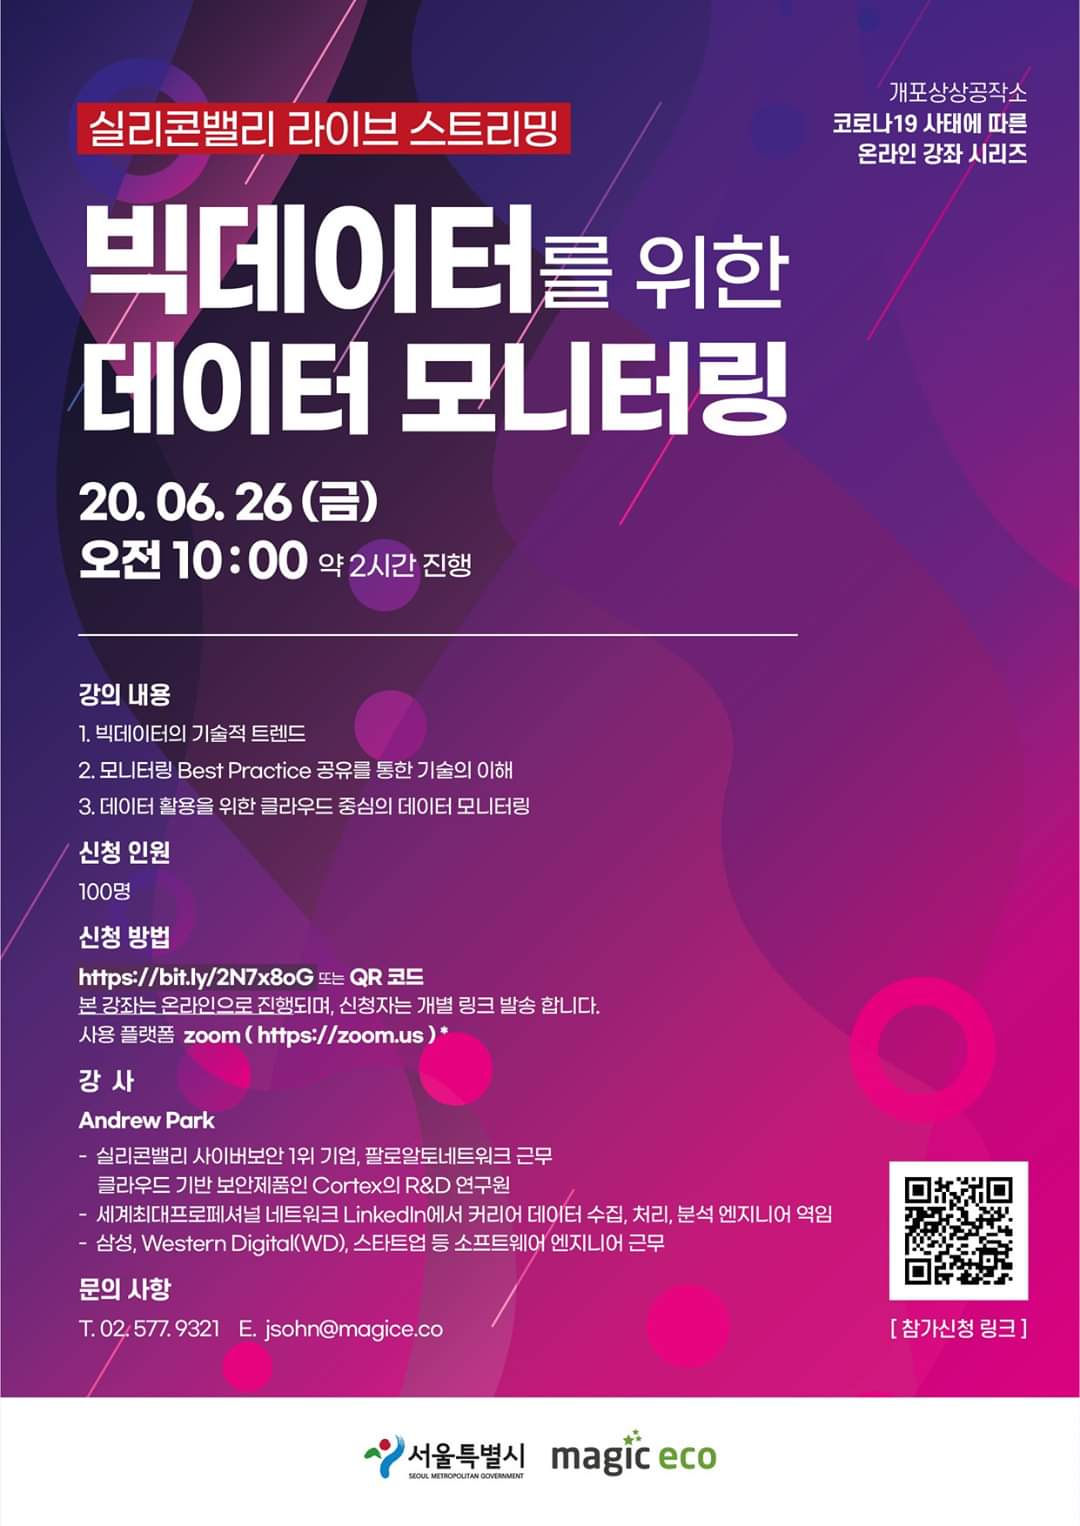 실리콘밸리 라이브 스트리밍
개포상상공작소
코로나19 사태에 따른
온라인 강좌 시리즈
빅데이터를 위한
데이터 모니터링
20. 06. 26 (금)
오전 10 : 00 약 2시간 진행
강의 내용
1. 빅데이터의 기술적 트렌드
2. 모니터링 Best Practice 공유를 통한 기술의 이해
3. 데이터 활용을 위한 클라우드 중심의 데이터 모니터링
신청 인원
100명
신청 방법
https://bit.ly/2N7x8oG 또는 QR 코드
본 강좌는 온라인으로 진행되며, 신청자는 개별 링크 발송 합니다.
사용 플랫폼 zoom ( https://zoom.us ) *
강 사
Andrew Park
- 실리콘밸리 사이버보안 1위 기업, 팔로알토네트워크 근무
클라우드 기반 보안제품인 Cortex의 R&D 연구원
- 세계최대프로페셔널 네트워크 LinkedIn에서 커리어 데이터 수집, 처리, 분석 엔지니어 역임
- 삼성, Western Digital(WD), 스타트업 등 소프트웨어 엔지니어 근무
문의 사항
T. 02. 577. 9321 E. jsohn@magice.co
[ 참가신청 링크 ]
서울특별시
SEOUL METROPOLITAN GOVERNMENT
magic eco